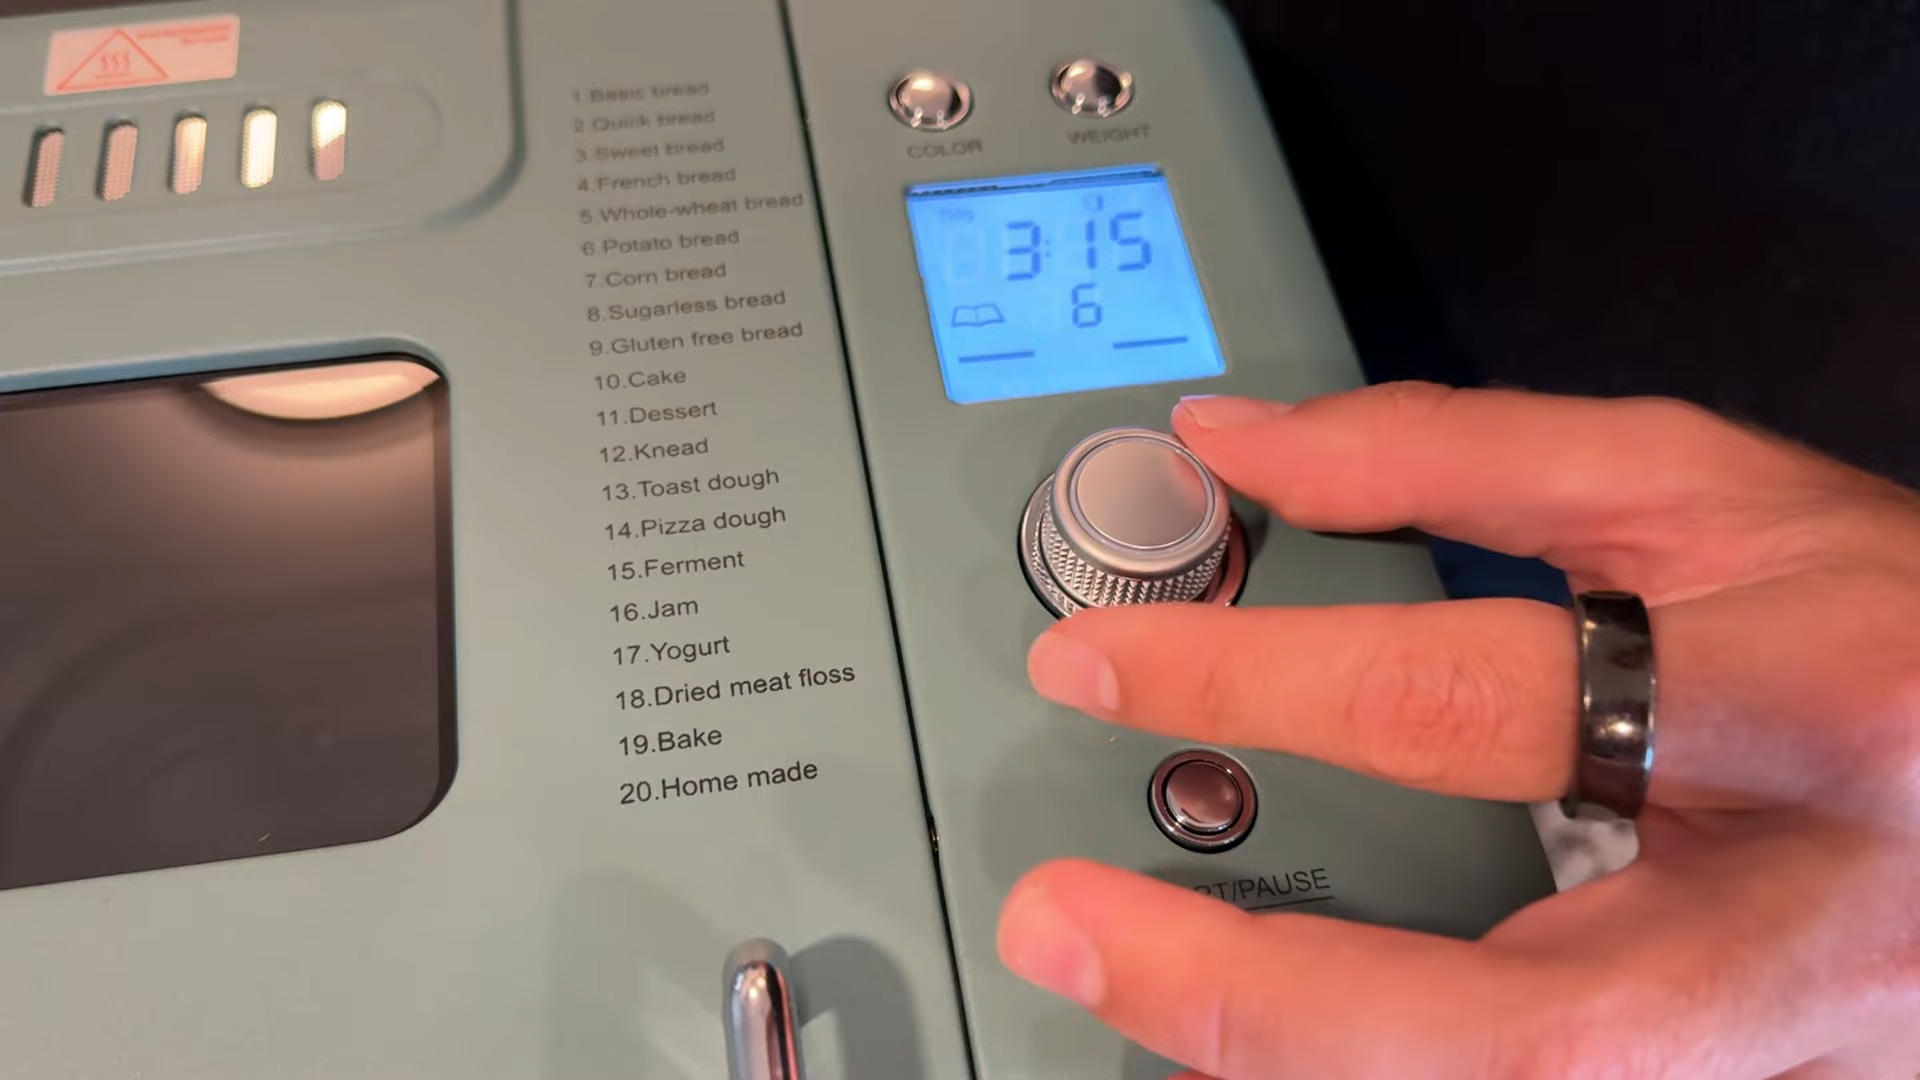 1.Basic bread
2.Quick bread
3.Sweet bread
4.French bread
5.Whole-wheat bread
6.Potato bread
7.Corn bread
8.Sugarless bread
9.Gluten free bread
10.Cake
11.Dessert
12.Knead
13.Toast dough
14.Pizza dough
15.Ferment
16.Jam
17.Yogurt
18.Dried meat floss
19.Bake
20.Home made
COLOR
WEIGHT
750g
3:15
6
RT/PAUSE